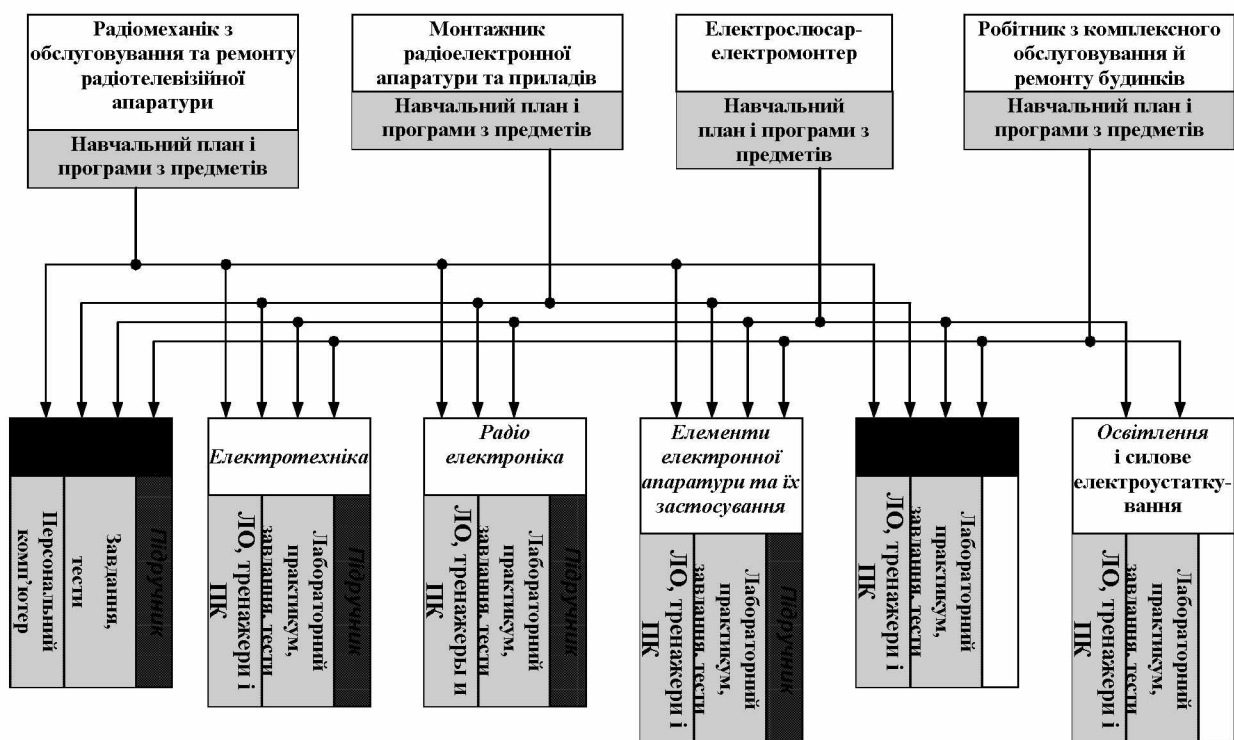 Радіомеханік з
обслуговування та ремонту
радіотелевізійної
апаратури
Навчальний план і
програми з предметів
Монтажник
радіоелектронної
апаратури та приладів
Навчальний план і
програми з предметів
Електрослюсар-
електромонтер
Навчальний
план і програми з
предметів
Робітник з комплексного
обслуговування й
ремонту будинків
Навчальний план і
програми з предметів
Персональний
комп’ютер
Завдання,
тести
Підручник
Електротехніка
ЛО, тренажери і
ПК
Лабораторний
практикум,
завдання, тести
Підручник
Радіо
електроніка
ЛО, тренажеры и
ПК
Лабораторний
практикум,
завдання, тести
Підручник
Елементи
електронної
апаратури та їх
застосування
ЛО, тренажери і
ПК
Лабораторний
практикум,
завдання, тести
Підручник
ЛО, тренажери і
ПК
Лабораторний
практикум,
завдання, тести
Освітлення
і силове
електроустатку-
вання
ЛО, тренажери і
ПК
Лабораторний
практикум,
завдання, тести